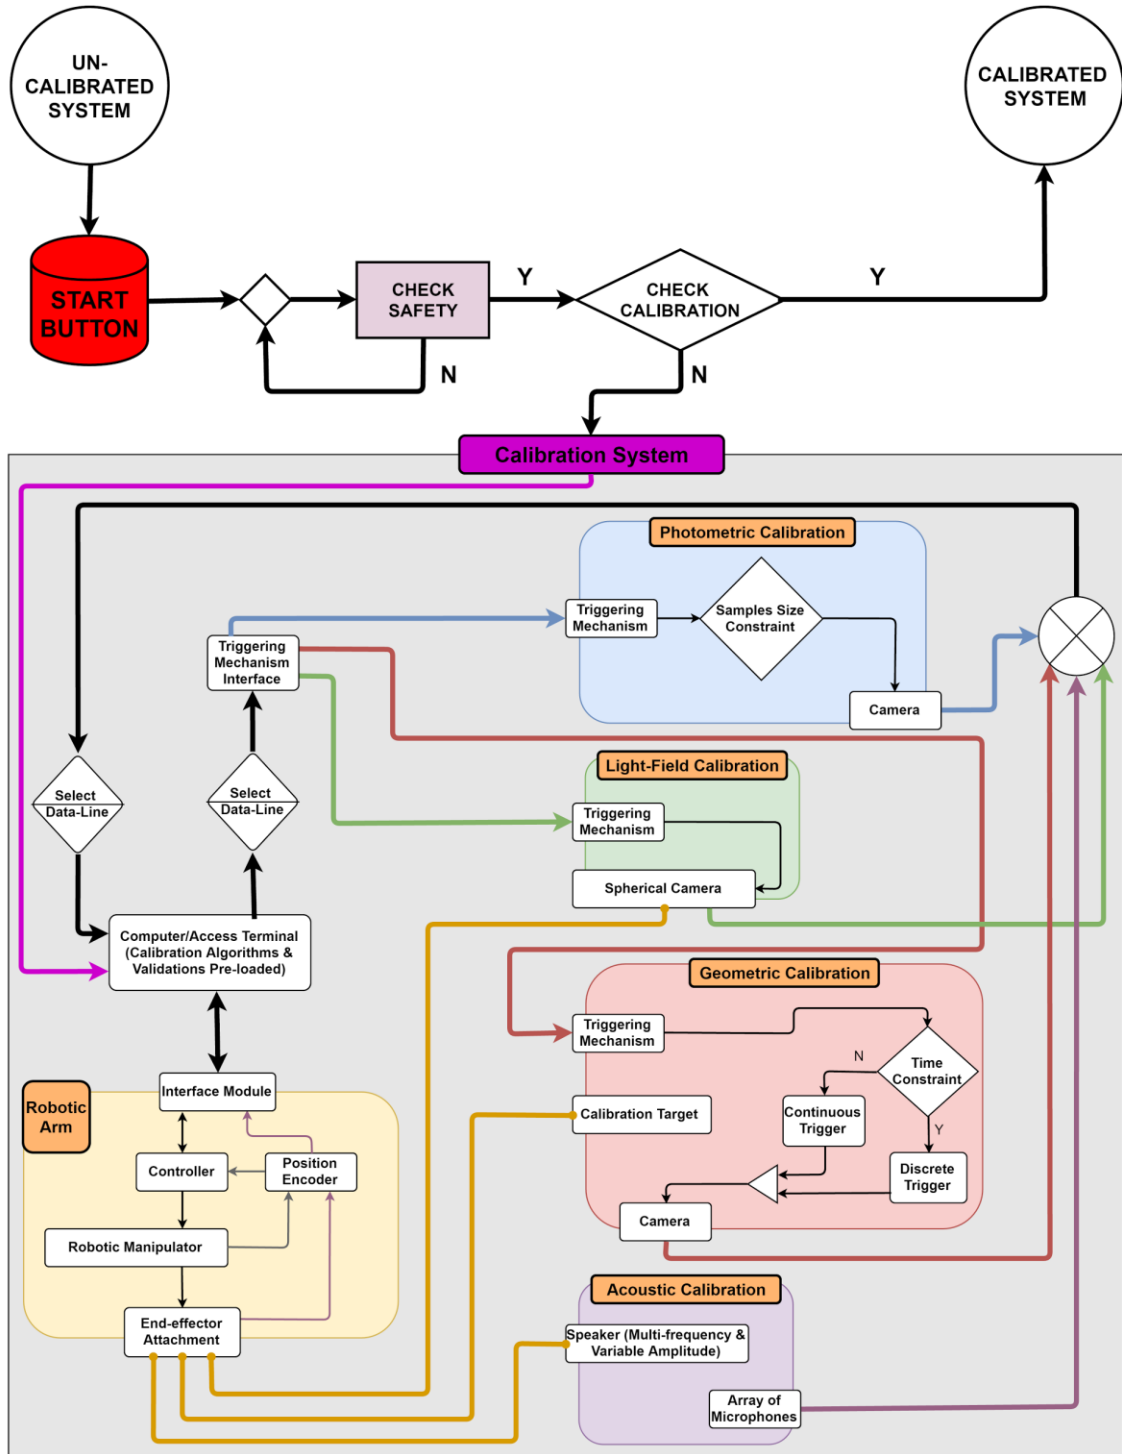 UN-
CALIBRATED
SYSTEM
CALIBRATED
SYSTEM
START
BUTTON
CHECK
SAFETY
Y
N
CHECK
CALIBRATION
Y
N
Calibration System
Photometric Calibration
Triggering
Mechanism
Samples Size
Constraint
Camera
Triggering
Mechanism
Interface
Select
Data-Line
Select
Data-Line
Light-Field Calibration
Triggering
Mechanism
Spherical Camera
Computer/Access Terminal
(Calibration Algorithms &
Validations Pre-loaded)
Geometric Calibration
Triggering
Mechanism
Time
Constraint
N
Y
Continuous
Trigger
Discrete
Trigger
Calibration Target
Camera
Robotic
Arm
Interface Module
Controller
Position
Encoder
Robotic Manipulator
End-effector
Attachment
Acoustic Calibration
Speaker (Multi-frequency &
Variable Amplitude)
Array of
Microphones